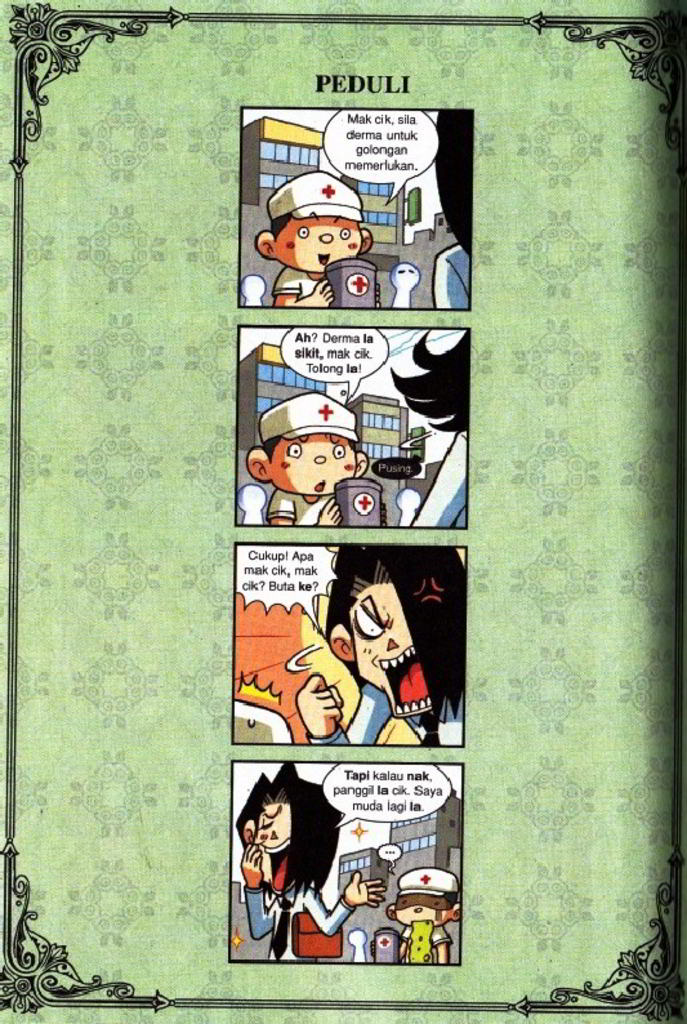 PEDULI
Mak cik, sila
derma untuk
golongan
memerlukan.
Ah? Derma la
sikit, mak cik.
Tolong la!
Pusing.
Cukup! Apa
mak cik, mak
cik? Buta ke?
Tapi kalau nak,
panggil la cik. Saya
muda lagi la.
...